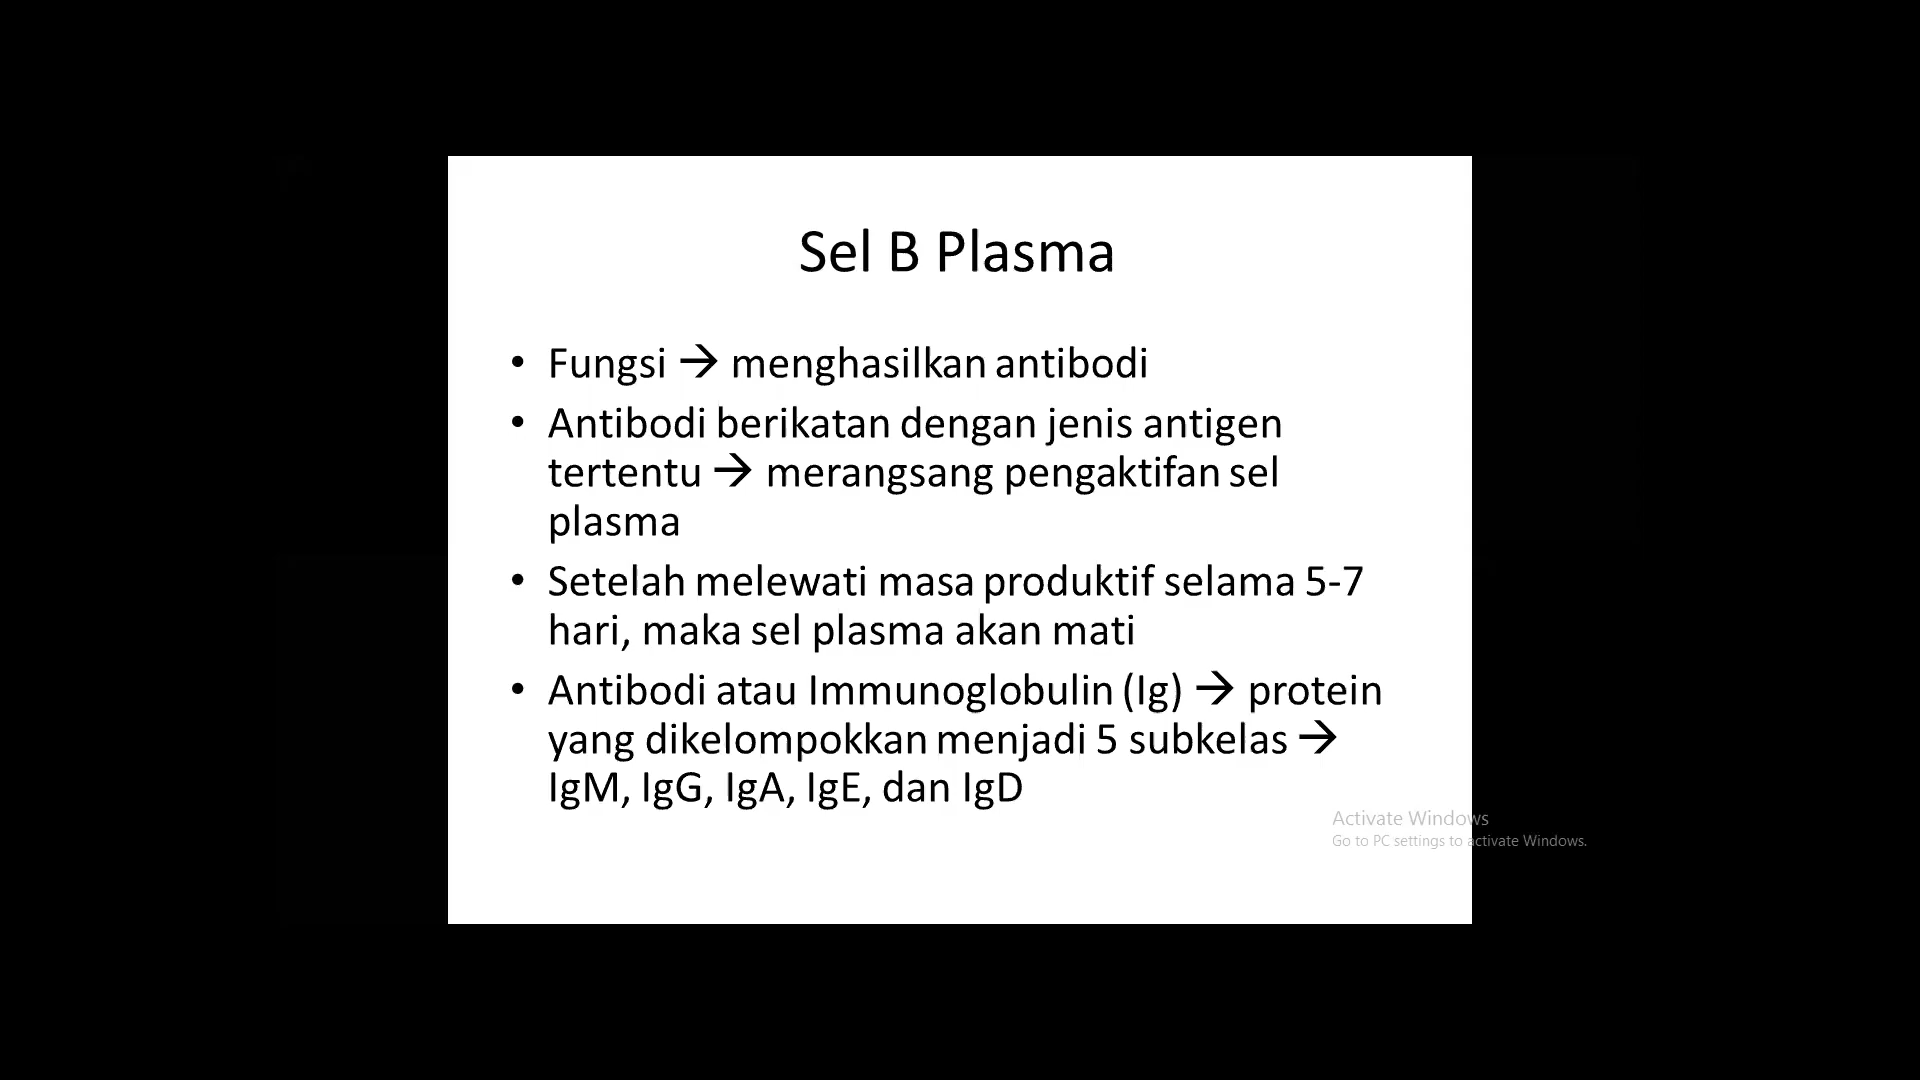 Sel B Plasma
• Fungsi → menghasilkan antibodi
• Antibodi berikatan dengan jenis antigen
tertentu → merangsang pengaktifan sel
plasma
• Setelah melewati masa produktif selama 5-7
hari, maka sel plasma akan mati
• Antibodi atau Immunoglobulin (Ig) → protein
yang dikelompokkan menjadi 5 subkelas →
IgM, IgG, IgA, IgE, dan IgD
Activate Windows
Go to PC settings to activate Windows.